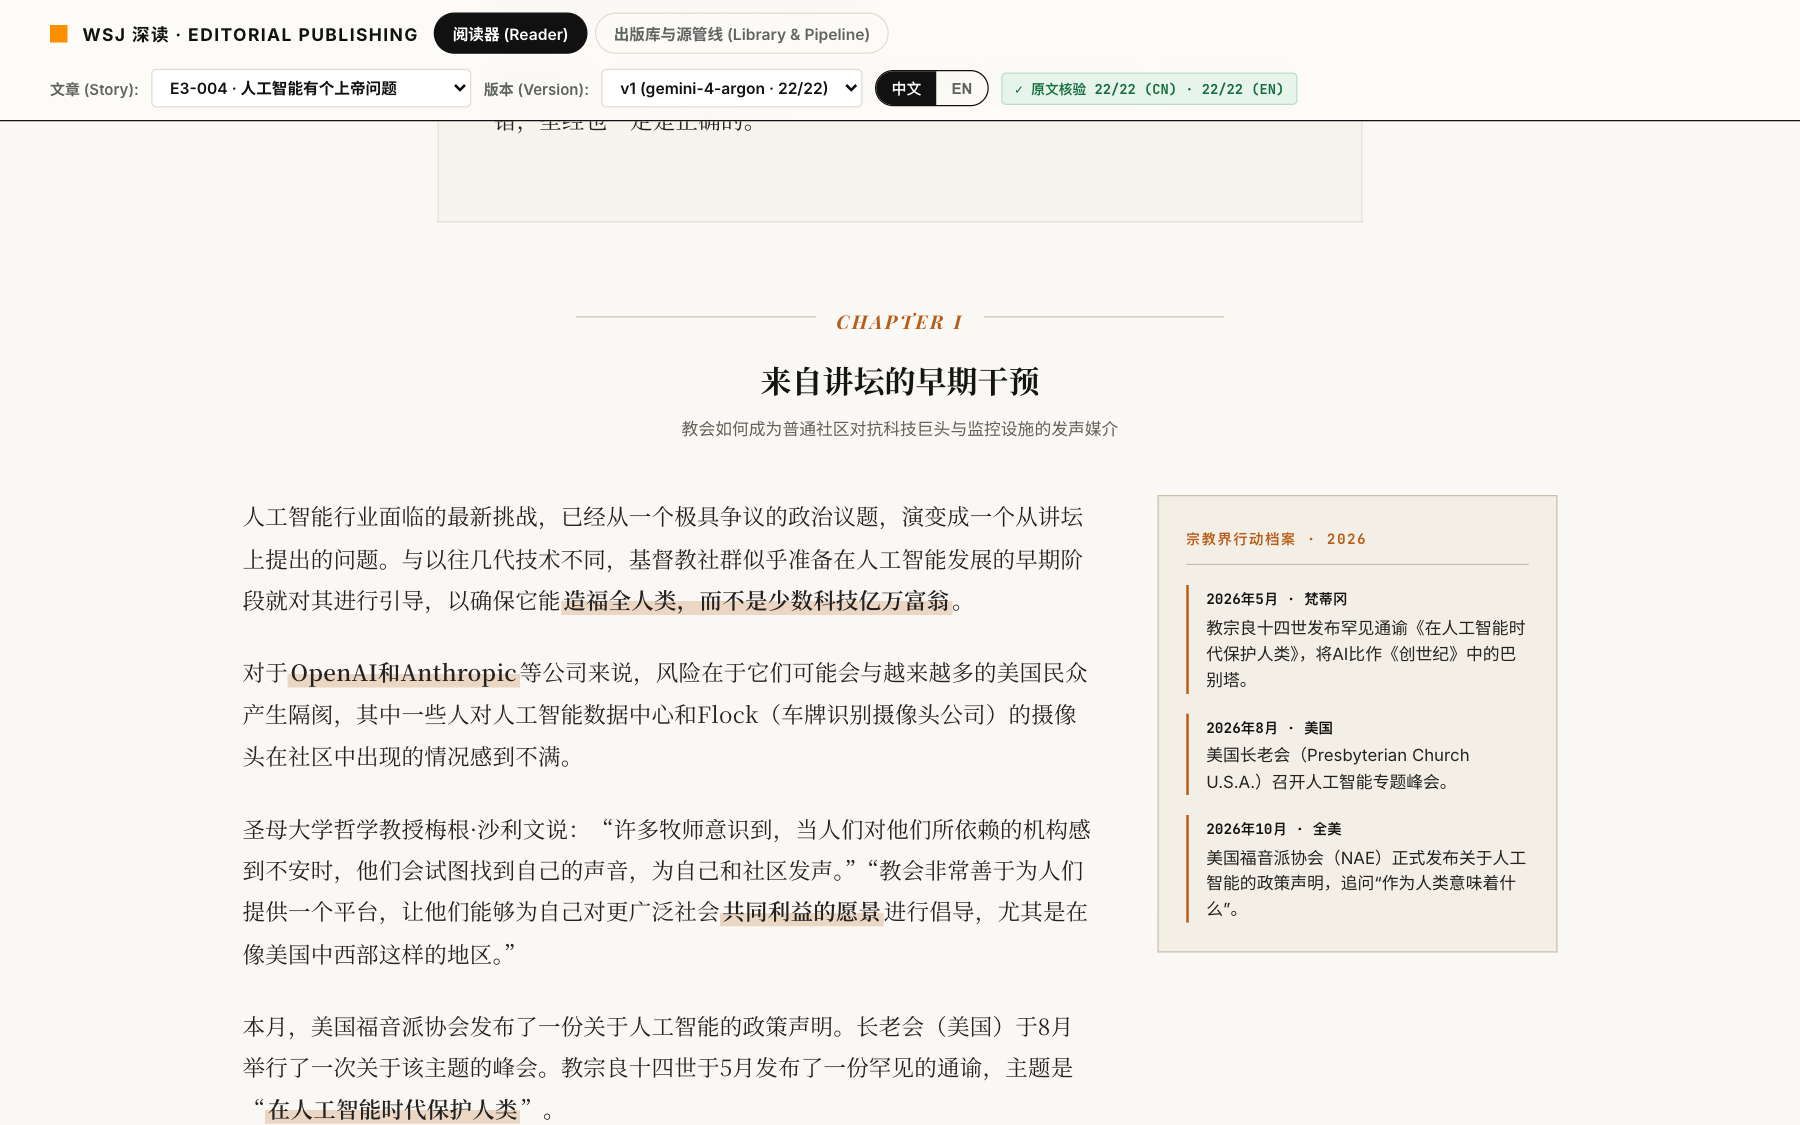 WSJ 深读 · EDITORIAL PUBLISHING
阅读器 (Reader)
出版库与源管线 (Library & Pipeline)
文章 (Story):
E3-004 · 人工智能有个上帝问题
版本 (Version):
v1 (gemini-4-argon · 22/22)
中文
EN
✓ 原文核验 22/22 (CN) · 22/22 (EN)
错，圣经也一定是正确的。
CHAPTER I
来自讲坛的早期干预
教会如何成为普通社区对抗科技巨头与监控设施的发声媒介
人工智能行业面临的最新挑战，已经从一个极具争议的政治议题，演变成一个从讲坛
上提出的问题。与以往几代技术不同，基督教社群似乎准备在人工智能发展的早期阶
段就对其进行引导，以确保它能造福全人类，而不是少数科技亿万富翁。
对于OpenAI和Anthropic等公司来说，风险在于它们可能会与越来越多的美国民众
产生隔阂，其中一些人对人工智能数据中心和Flock（车牌识别摄像头公司）的摄像
头在社区中出现的情况感到不满。
圣母大学哲学教授梅根·沙利文说：“许多牧师意识到，当人们对他们所依赖的机构感
到不安时，他们会试图找到自己的声音，为自己和社区发声。”“教会非常善于为人们
提供一个平台，让他们能够为自己对更广泛社会共同利益的愿景进行倡导，尤其是在
像美国中西部这样的地区。”
本月，美国福音派协会发布了一份关于人工智能的政策声明。长老会（美国）于8月
举行了一次关于该主题的峰会。教宗良十四世于5月发布了一份罕见的通谕，主题是
“在人工智能时代保护人类”。
宗教界行动档案 · 2026
2026年5月 · 梵蒂冈
教宗良十四世发布罕见通谕《在人工智能时
代保护人类》，将AI比作《创世纪》中的巴
别塔。
2026年8月 · 美国
美国长老会（Presbyterian Church
U.S.A.）召开人工智能专题峰会。
2026年10月 · 全美
美国福音派协会（NAE）正式发布关于人工
智能的政策声明，追问“作为人类意味着什
么”。